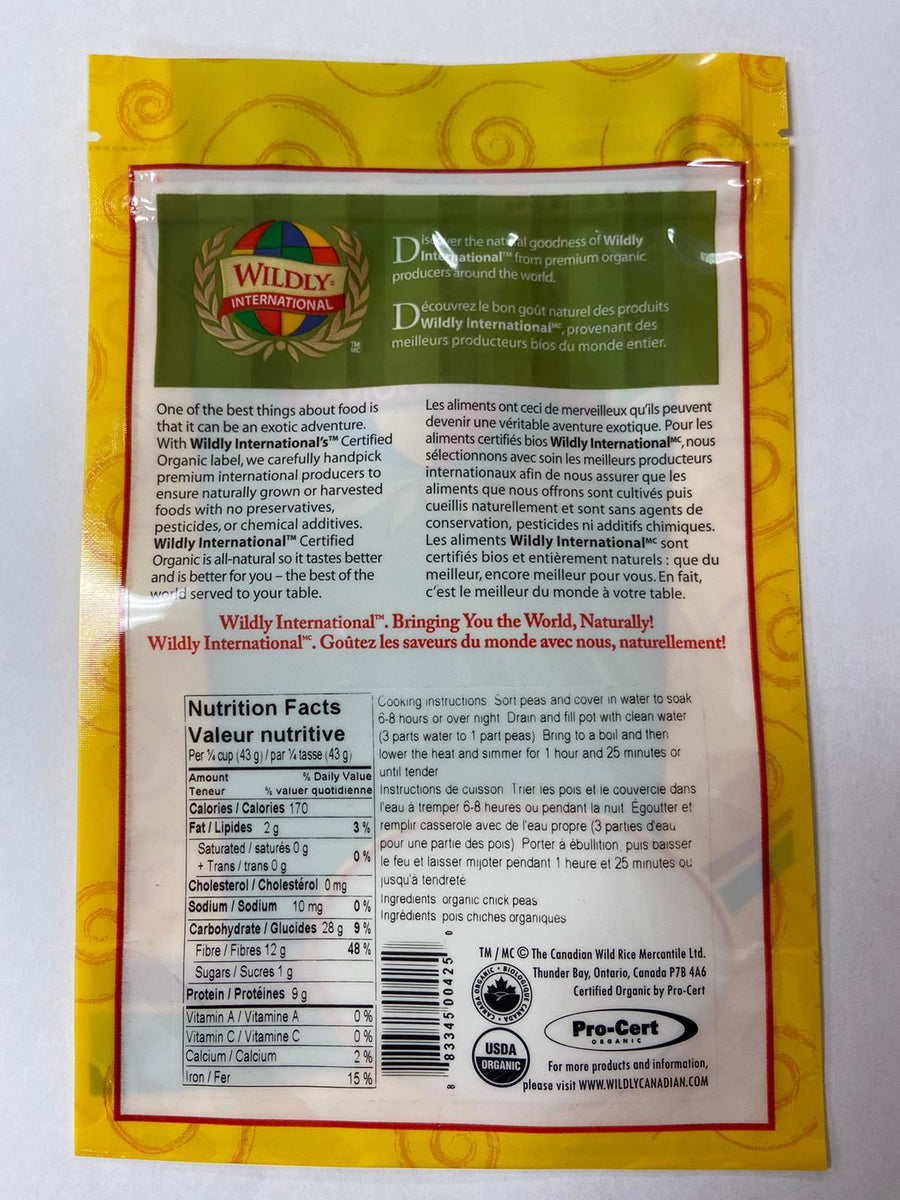 WILDLY
INTERNATIONAL
TM
MC
Discover the natural goodness of Wildly
International™ from premium organic
producers around the world.
Découvrez le bon goût naturel des produits
Wildly InternationalMC, provenant des
meilleurs producteurs bios du monde entier.
One of the best things about food is
that it can be an exotic adventure.
With Wildly International's™ Certified
Organic label, we carefully handpick
premium international producers to
ensure naturally grown or harvested
foods with no preservatives,
pesticides, or chemical additives.
Wildly International™ Certified
Organic is all-natural so it tastes better
and is better for you – the best of the
world served to your table.
Les aliments ont ceci de merveilleux qu'ils peuvent
devenir une véritable aventure exotique. Pour les
aliments certifiés bios Wildly InternationalMC, nous
sélectionnons avec soin les meilleurs producteurs
internationaux afin de nous assurer que les
aliments que nous offrons sont cultivés puis
cueillis naturellement et sont sans agents de
conservation, pesticides ni additifs chimiques.
Les aliments Wildly InternationalMC sont
certifiés bios et entièrement naturels : que du
meilleur, encore meilleur pour vous. En fait,
c'est le meilleur du monde à votre table.
Wildly International™. Bringing You the World, Naturally!
Wildly InternationalMC. Goûtez les saveurs du monde avec nous, naturellement!
Nutrition Facts
Valeur nutritive
Per ¼ cup (43 g) / par ¼ tasse (43 g)
Amount % Daily Value
Teneur % valuer quotidienne
Calories / Calories 170
Fat / Lipides 2 g 3 %
Saturated / saturés 0 g
+ Trans / trans 0 g 0 %
Cholesterol / Cholestérol 0 mg
Sodium / Sodium 10 mg 0 %
Carbohydrate / Glucides 28 g 9 %
Fibre / Fibres 12 g 48 %
Sugars / Sucres 1 g
Protein / Protéines 9 g
Vitamin A / Vitamine A 0 %
Vitamin C / Vitamine C 0 %
Calcium / Calcium 2 %
Iron / Fer 15 %
Cooking instructions Sort peas and cover in water to soak
6-8 hours or over night Drain and fill pot with clean water
(3 parts water to 1 part peas) Bring to a boil and then
lower the heat and simmer for 1 hour and 25 minutes or
until tender
Instructions de cuisson Trier les pois et le couvercle dans
l'eau à tremper 6-8 heures ou pendant la nuit. Égoutter et
remplir casserole avec de l'eau propre (3 parties d'eau
pour une partie des pois) Porter à ébullition, puis baisser
le feu et laisser mijoter pendant 1 heure et 25 minutes ou
jusqu'à tendreté
Ingredients organic chick peas
Ingrédients pois chiches organiques
8 83345 00425 0
TM / MC © The Canadian Wild Rice Mercantile Ltd.
Thunder Bay, Ontario, Canada P7B 4A6
Certified Organic by Pro-Cert
CANADA ORGANIC • BIOLOGIQUE CANADA •
Pro-Cert
ORGANIC
USDA
ORGANIC
For more products and information,
please visit WWW.WILDLYCANADIAN.COM